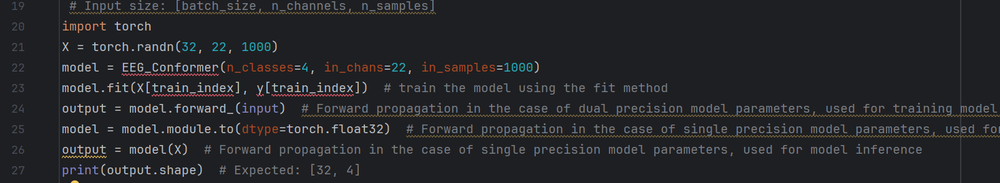 19 # Input size: [batch_size, n_channels, n_samples]
20 import torch
21 X = torch.randn(32, 22, 1000)
22 model = EEG_Conformer(n_classes=4, in_chans=22, in_samples=1000)
23 model.fit(X[train_index], y[train_index])  # train the model using the fit method
24 output = model.forward_(input)  # Forward propagation in the case of dual precision model parameters, used for training model
25 model = model.module.to(dtype=torch.float32)  # Forward propagation in the case of single precision model parameters, used fo
26 output = model(X)  # Forward propagation in the case of single precision model parameters, used for model inference
27 print(output.shape)  # Expected: [32, 4]